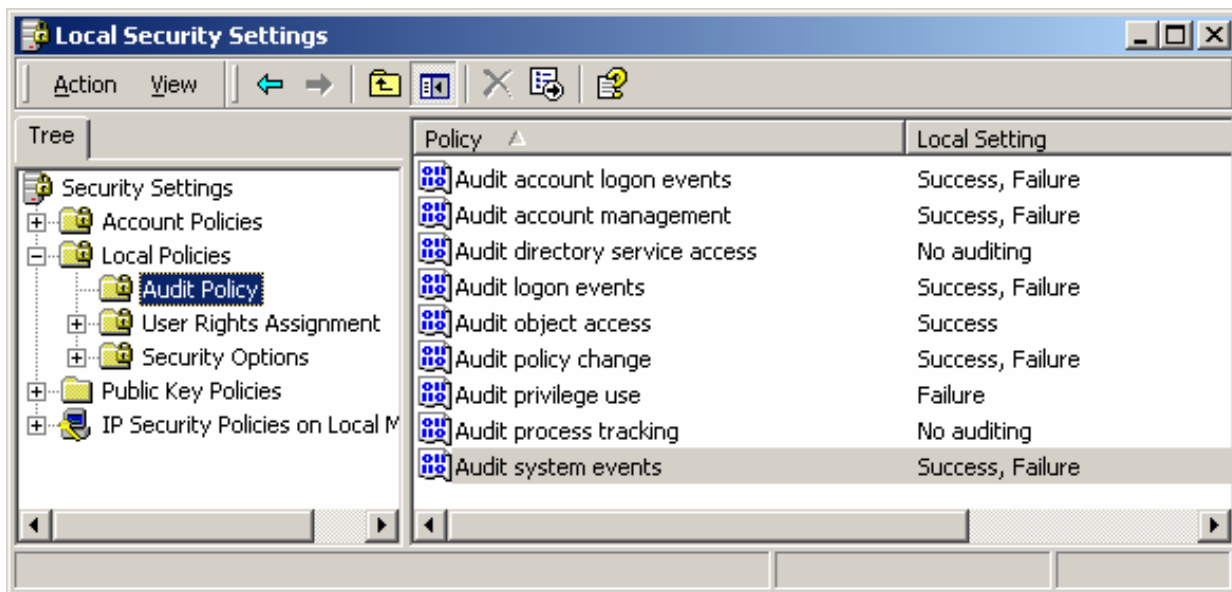 Local Security Settings
Action View
Tree
Policy Local Setting
Security Settings
Account Policies
Local Policies
Audit Policy
User Rights Assignment
Security Options
Public Key Policies
IP Security Policies on Local M
Audit account logon events Success, Failure
Audit account management Success, Failure
Audit directory service access No auditing
Audit logon events Success, Failure
Audit object access Success
Audit policy change Success, Failure
Audit privilege use Failure
Audit process tracking No auditing
Audit system events Success, Failure